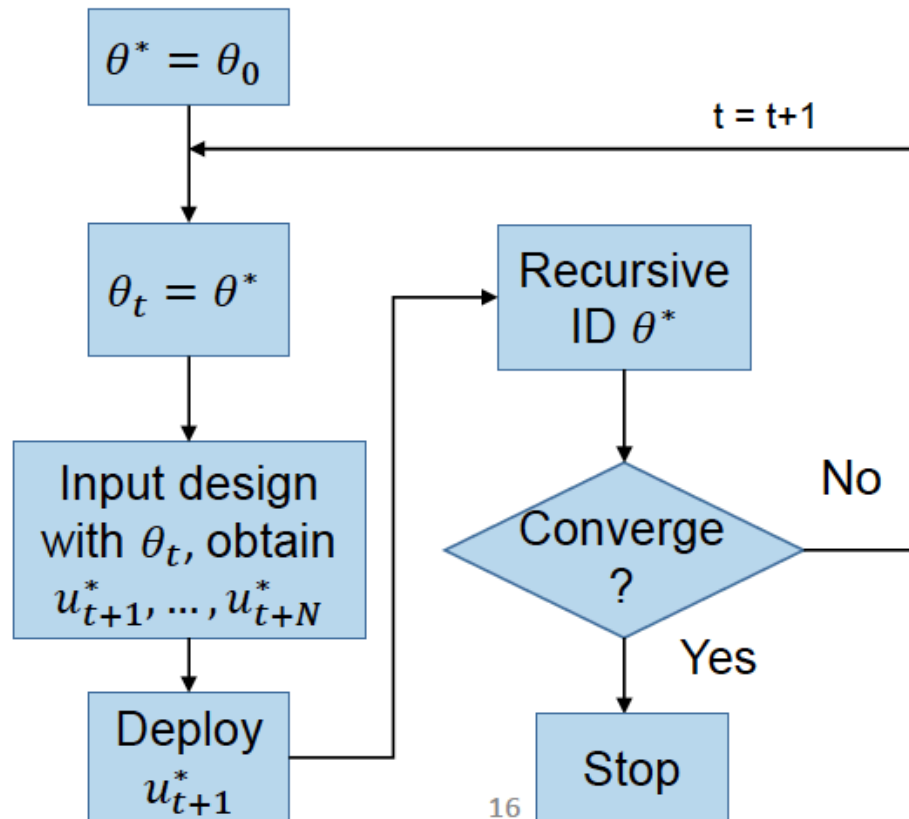 θ* = θ₀
t = t+1
θₜ = θ*
Input design
with θₜ, obtain
u*ₜ₊₁, … , u*ₜ₊N
Deploy
u*ₜ₊₁
Recursive
ID θ*
Converge
?
No
Yes
Stop
16